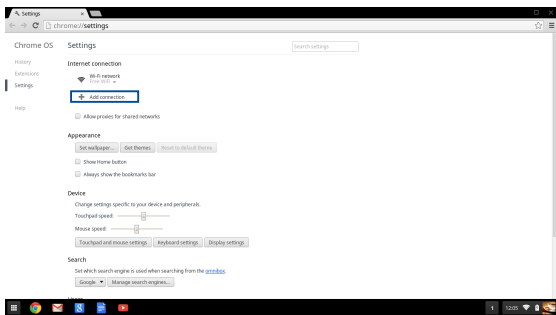 Settings
chrome://settings
Chrome OS
Settings
Search settings
History
Extensions
Settings
Help
Internet connection
Wi-Fi network
Free WiFi
Add connection
Allow proxies for shared networks
Appearance
Set wallpaper... Get themes Reset to default theme
Show Home button
Always show the bookmarks bar
Device
Change settings specific to your device and peripherals.
Touchpad speed:
Mouse speed:
Touchpad and mouse settings Keyboard settings Display settings
Search
Set which search engine is used when searching from the omnibox.
Google Manage search engines...
8
1 12:05